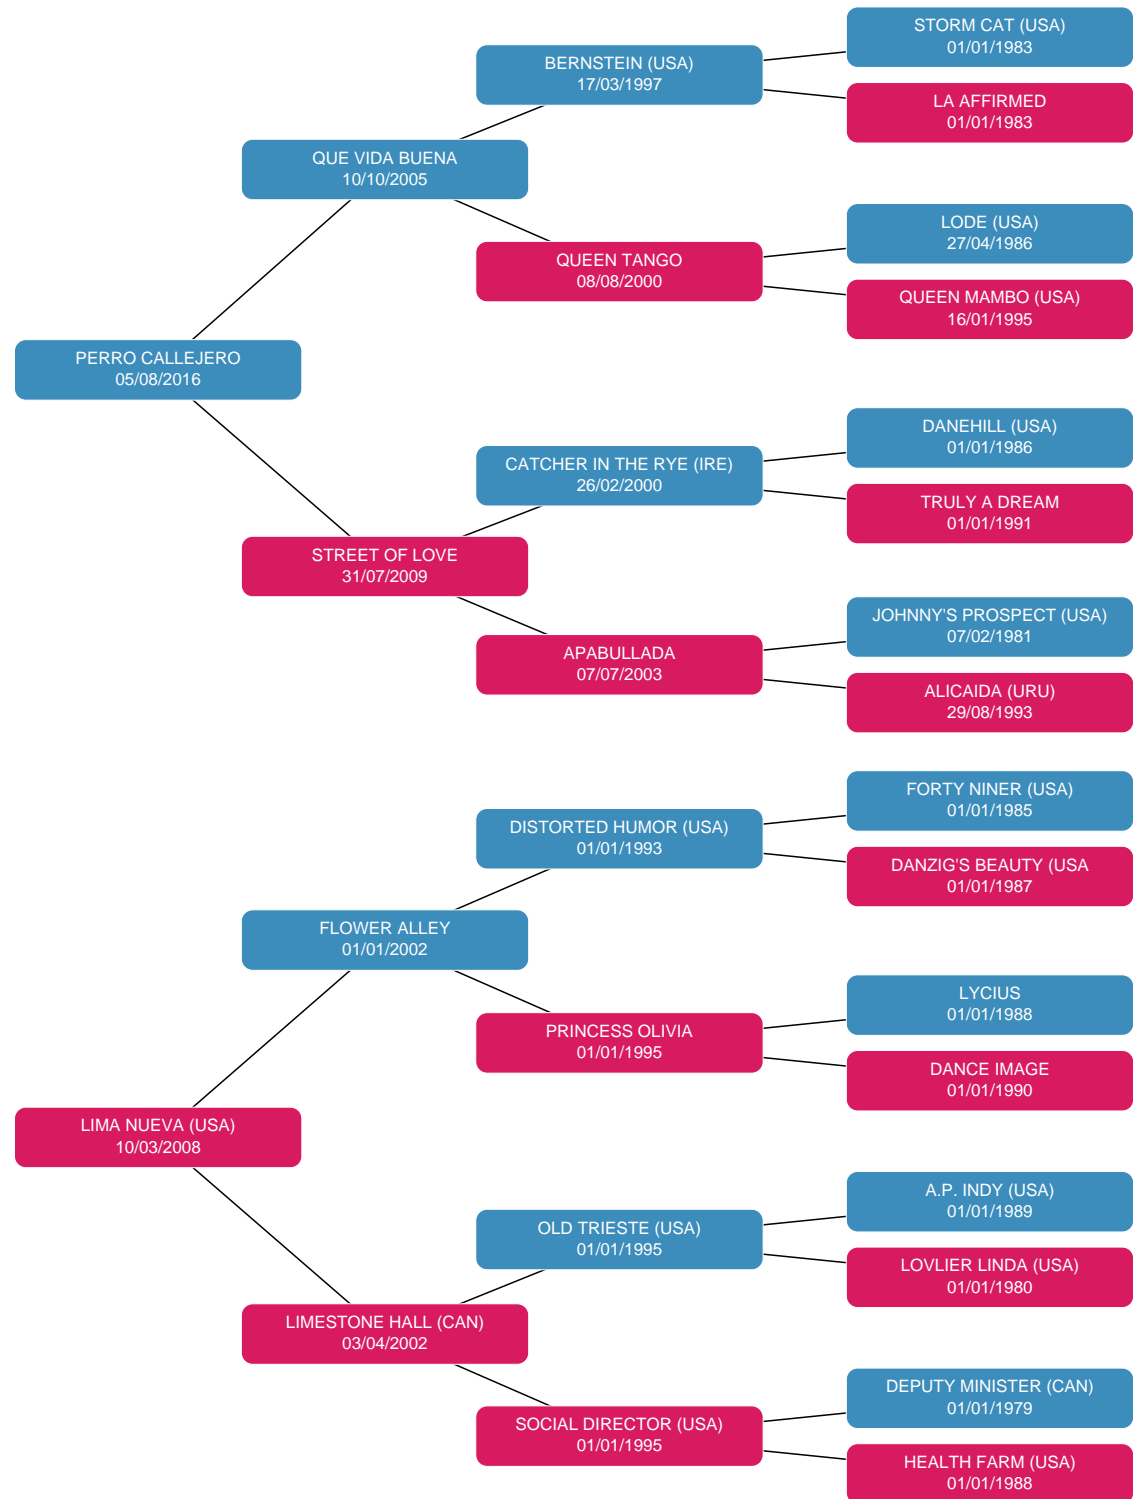 STORM CAT (USA)
01/01/1983
BERNSTEIN (USA)
17/03/1997
LA AFFIRMED
01/01/1983
QUE VIDA BUENA
10/10/2005
LODE (USA)
27/04/1986
QUEEN TANGO
08/08/2000
QUEEN MAMBO (USA)
16/01/1995
PERRO CALLEJERO
05/08/2016
DANEHILL (USA)
01/01/1986
CATCHER IN THE RYE (IRE)
26/02/2000
TRULY A DREAM
01/01/1991
STREET OF LOVE
31/07/2009
JOHNNY'S PROSPECT (USA)
07/02/1981
APABULLADA
07/07/2003
ALICAIDA (URU)
29/08/1993
FORTY NINER (USA)
01/01/1985
DISTORTED HUMOR (USA)
01/01/1993
DANZIG'S BEAUTY (USA
01/01/1987
FLOWER ALLEY
01/01/2002
LYCIUS
01/01/1988
PRINCESS OLIVIA
01/01/1995
DANCE IMAGE
01/01/1990
LIMA NUEVA (USA)
10/03/2008
A.P. INDY (USA)
01/01/1989
OLD TRIESTE (USA)
01/01/1995
LOVLIER LINDA (USA)
01/01/1980
LIMESTONE HALL (CAN)
03/04/2002
DEPUTY MINISTER (CAN)
01/01/1979
SOCIAL DIRECTOR (USA)
01/01/1995
HEALTH FARM (USA)
01/01/1988